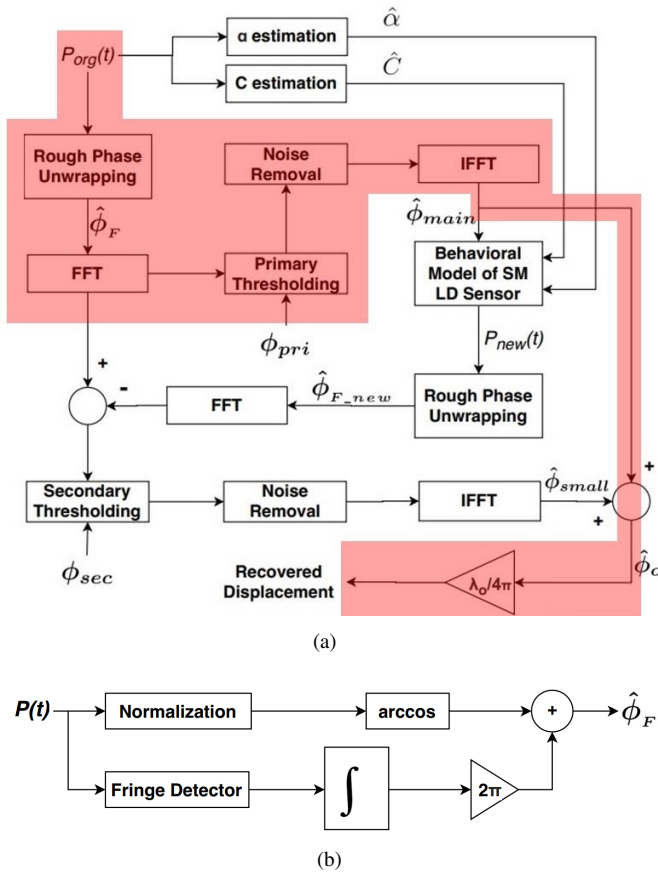 P_org(t)
α estimation
α̂
C estimation
Ĉ
Rough Phase
Unwrapping
Noise
Removal
IFFT
ϕ̂_F
ϕ̂_main
FFT
Primary
Thresholding
Behavioral
Model of SM
LD Sensor
ϕ_pri
P_new(t)
+
-
FFT
ϕ̂_F_new
Rough Phase
Unwrapping
+
Secondary
Thresholding
Noise
Removal
IFFT
ϕ̂_small
+
ϕ_sec
Recovered
Displacement
λ_o/4π
(a)
P(t)
Normalization
arccos
+
ϕ̂_F
Fringe Detector
∫
2π
(b)